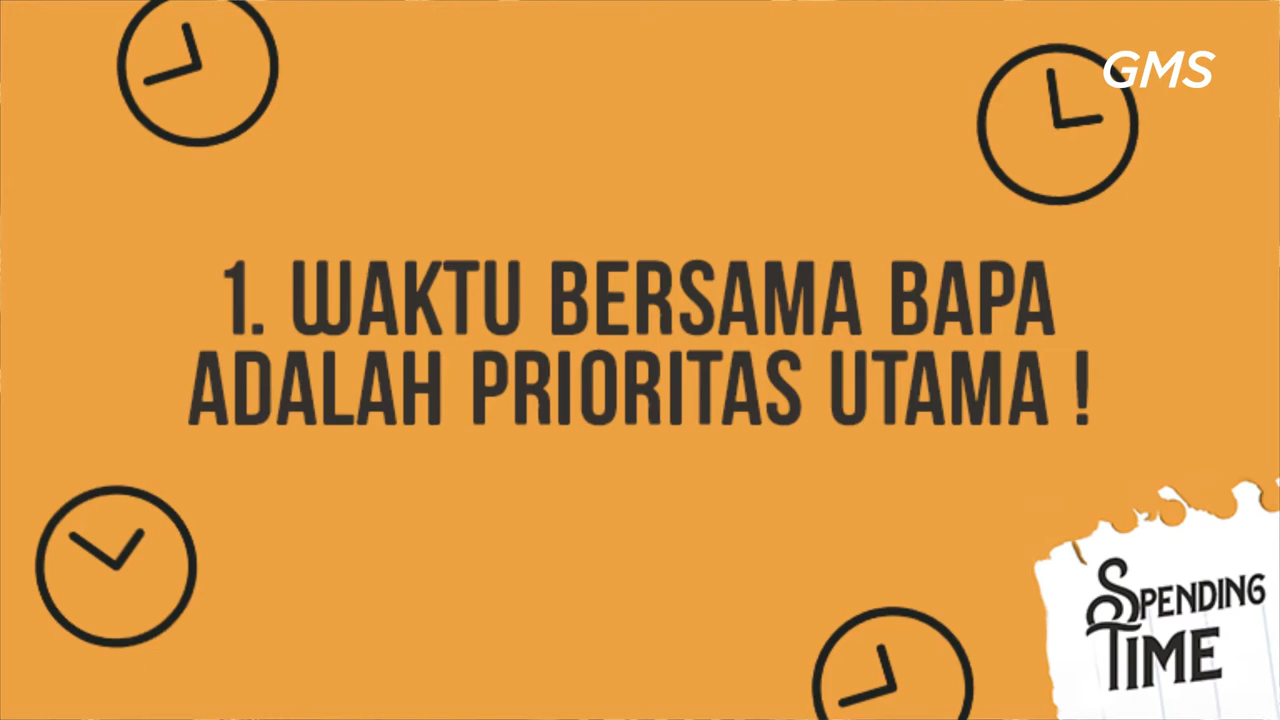 GMS
1. WAKTU BERSAMA BAPA
ADALAH PRIORITAS UTAMA !
SPENDING
TIME